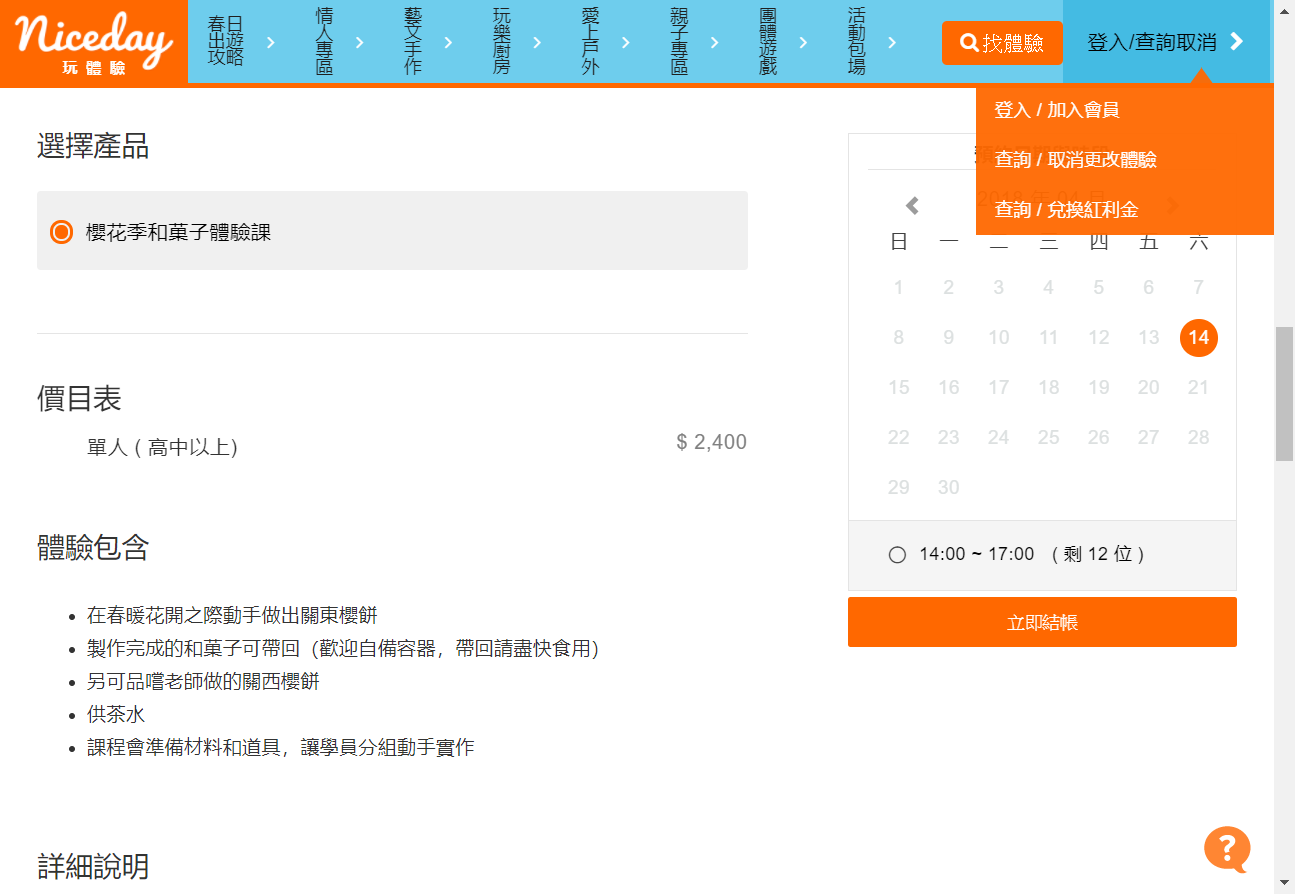 Niceday
玩體驗
春日出遊攻略
情人專區
藝文手作
玩樂廚房
愛上戶外
親子專區
團體遊戲
活動包場
找體驗
登入/查詢取消
登入 / 加入會員
查詢 / 取消更改體驗
查詢 / 兌換紅利金
選擇產品
櫻花季和菓子體驗課
價目表
單人 ( 高中以上)
$ 2,400
體驗包含
在春暖花開之際動手做出關東櫻餅
製作完成的和菓子可帶回（歡迎自備容器，帶回請盡快食用）
另可品嚐老師做的關西櫻餅
供茶水
課程會準備材料和道具，讓學員分組動手實作
詳細說明
日 一 二 三 四 五 六
1 2 3 4 5 6 7
8 9 10 11 12 13 14
15 16 17 18 19 20 21
22 23 24 25 26 27 28
29 30
14:00 ~ 17:00 ( 剩 12 位 )
立即結帳
?